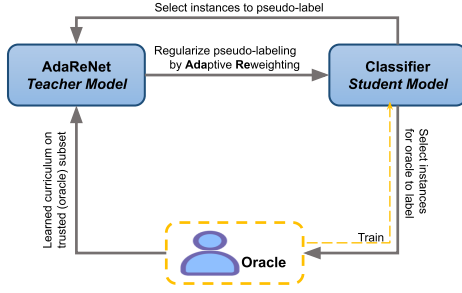 Select instances to pseudo-label
AdaReNet
Teacher Model
Regularize pseudo-labeling
by Adaptive Reweighting
Classifier
Student Model
Learned curriculum on
trusted (oracle) subset
Select instances
for oracle to label
Train
Oracle